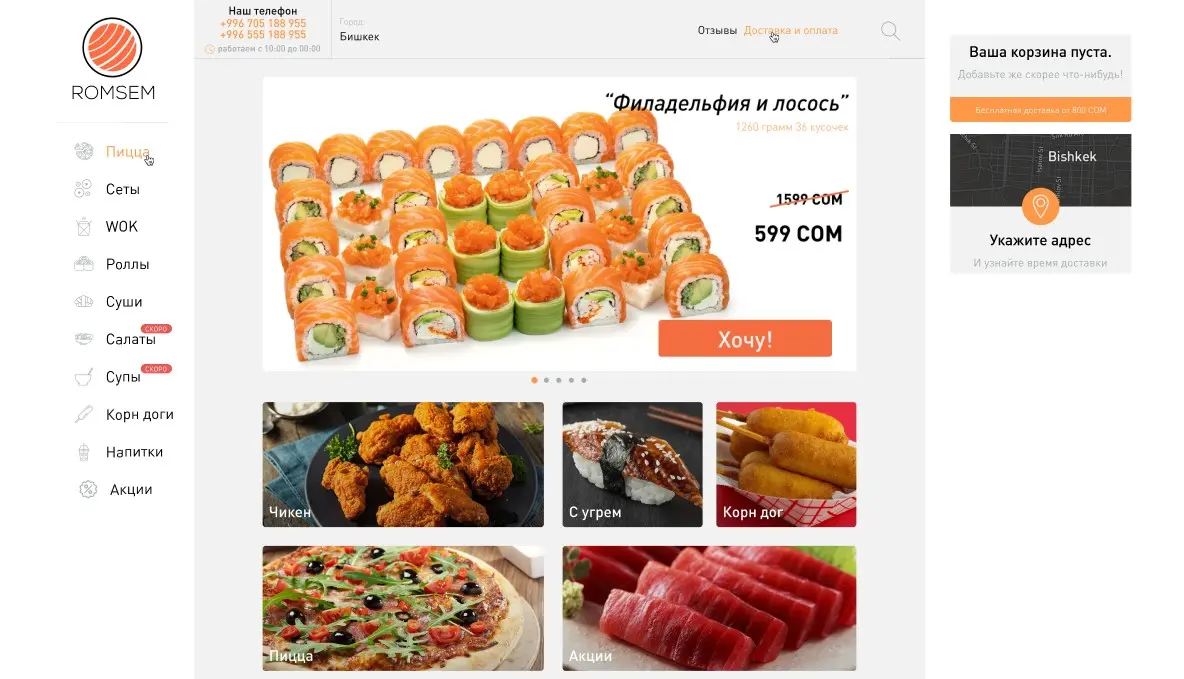 ROMSEM
Пицца
Сеты
WOK
Роллы
Суши
СКОРО
Салаты
СКОРО
Супы
Корн доги
Напитки
Акции
Наш телефон
+996 705 188 955
+996 555 188 955
работаем с 10:00 до 00:00
Город:
Бишкек
Отзывы Доставка и оплата
“Филадельфия и лосось”
1260 грамм 36 кусочек
1599 СОМ
599 СОМ
Хочу!
Чикен
С угрем
Корн дог
Пицца
Акции
Ваша корзина пуста.
Добавьте же скорее что-нибудь!
Бесплатная доставка от 800 СОМ
Bishkek
Укажите адрес
И узнайте время доставки